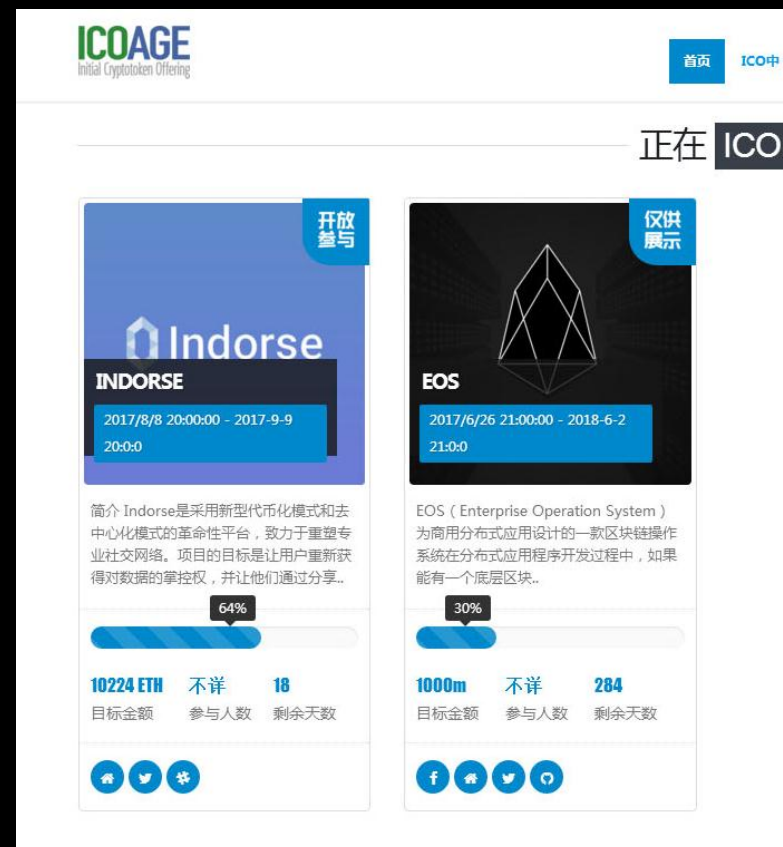 ICOAGE
Initial Cryptotoken Offering
首页 ICO中
正在 ICO
开放
参与
Indorse
INDORSE
2017/8/8 20:00:00 - 2017-9-9
20:0:0
简介 Indorse是采用新型代币化模式和去
中心化模式的革命性平台，致力于重塑专
业社交网络。项目的目标是让用户重新获
得对数据的掌控权，并让他们通过分享..
64%
10224 ETH 不详 18
目标金额 参与人数 剩余天数
仅供
展示
EOS
2017/6/26 21:00:00 - 2018-6-2
21:0:0
EOS（Enterprise Operation System）
为商用分布式应用设计的一款区块链操作
系统在分布式应用程序开发过程中，如果
能有一个底层区块..
30%
1000m 不详 284
目标金额 参与人数 剩余天数